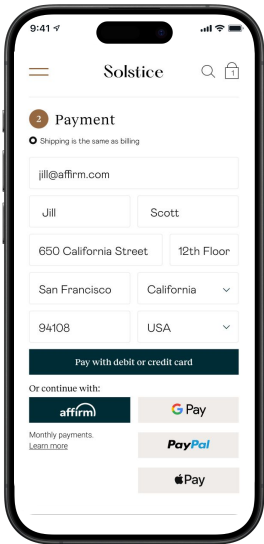 9:41
Solstice
1
2 Payment
Shipping is the same as billing
jill@affirm.com
Jill Scott
650 California Street 12th Floor
San Francisco California
94108 USA
Pay with debit or credit card
Or continue with:
affirm G Pay
Monthly payments.
Learn more
PayPal
Pay